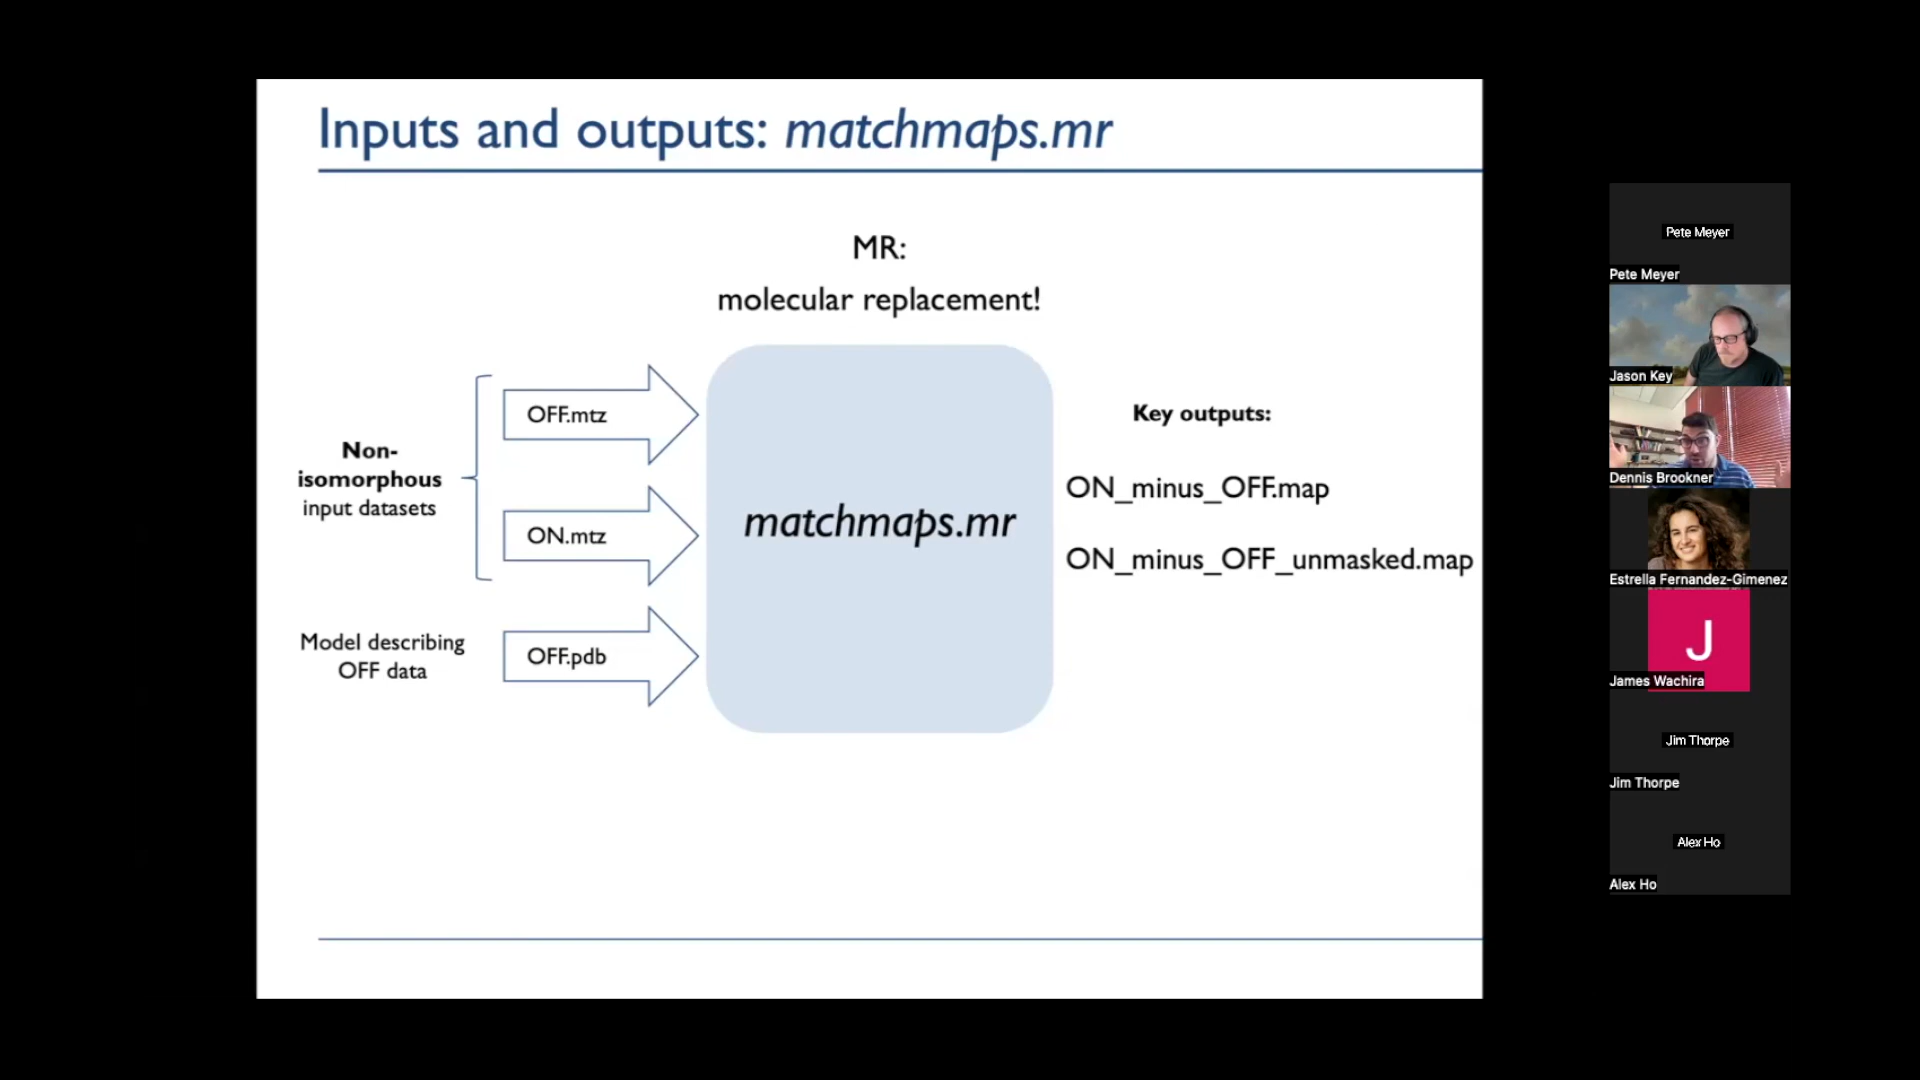 Inputs and outputs: matchmaps.mr
MR:
molecular replacement!
Non-
isomorphous
input datasets
OFF.mtz
ON.mtz
Model describing
OFF data
OFF.pdb
matchmaps.mr
Key outputs:
ON_minus_OFF.map
ON_minus_OFF_unmasked.map
Pete Meyer
Pete Meyer
Jason Key
Dennis Brookner
Estrella Fernandez-Gimenez
J
James Wachira
Jim Thorpe
Jim Thorpe
Alex Ho
Alex Ho